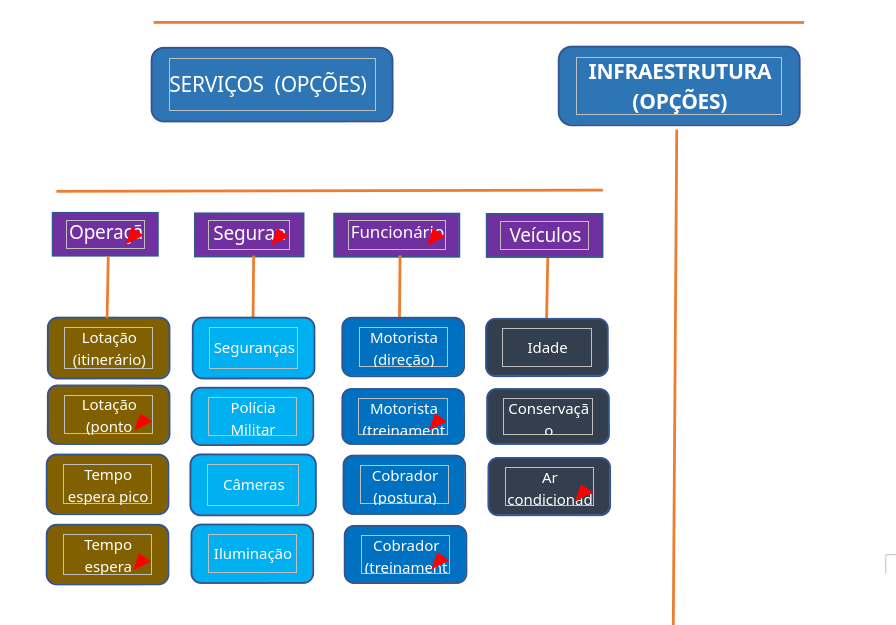 SERVIÇOS (OPÇÕES)
INFRAESTRUTURA
(OPÇÕES)
Operaçã
Seguran
Funcionário
Veículos
Lotação
(itinerário)
Seguranças
Motorista
(direção)
Idade
Lotação
(ponto
Polícia
Militar
Motorista
(treinament
Conservaçã
o
Tempo
espera pico
Câmeras
Cobrador
(postura)
Ar
condicionad
Tempo
espera
Iluminação
Cobrador
(treinament